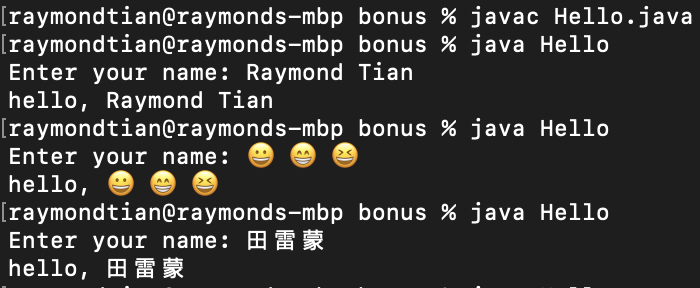 [raymondtian@raymonds-mbp bonus % javac Hello.java
[raymondtian@raymonds-mbp bonus % java Hello
Enter your name: Raymond Tian
hello, Raymond Tian
[raymondtian@raymonds-mbp bonus % java Hello
Enter your name: 😀 😁 😆
hello, 😀 😁 😆
[raymondtian@raymonds-mbp bonus % java Hello
Enter your name: 田雷蒙
hello, 田雷蒙